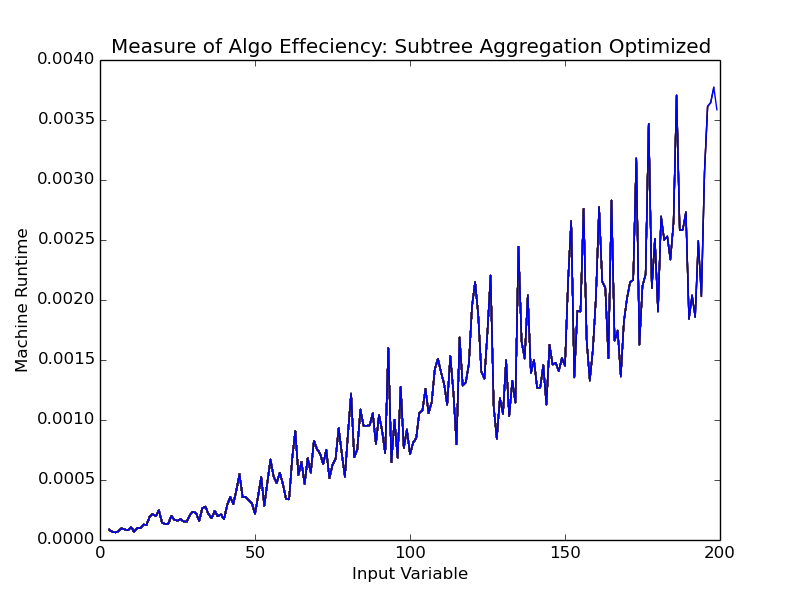 Measure of Algo Effeciency: Subtree Aggregation Optimized
0.0040
0.0035
0.0030
0.0025
0.0020
0.0015
0.0010
0.0005
0.0000
Machine Runtime
0 50 100 150 200
Input Variable